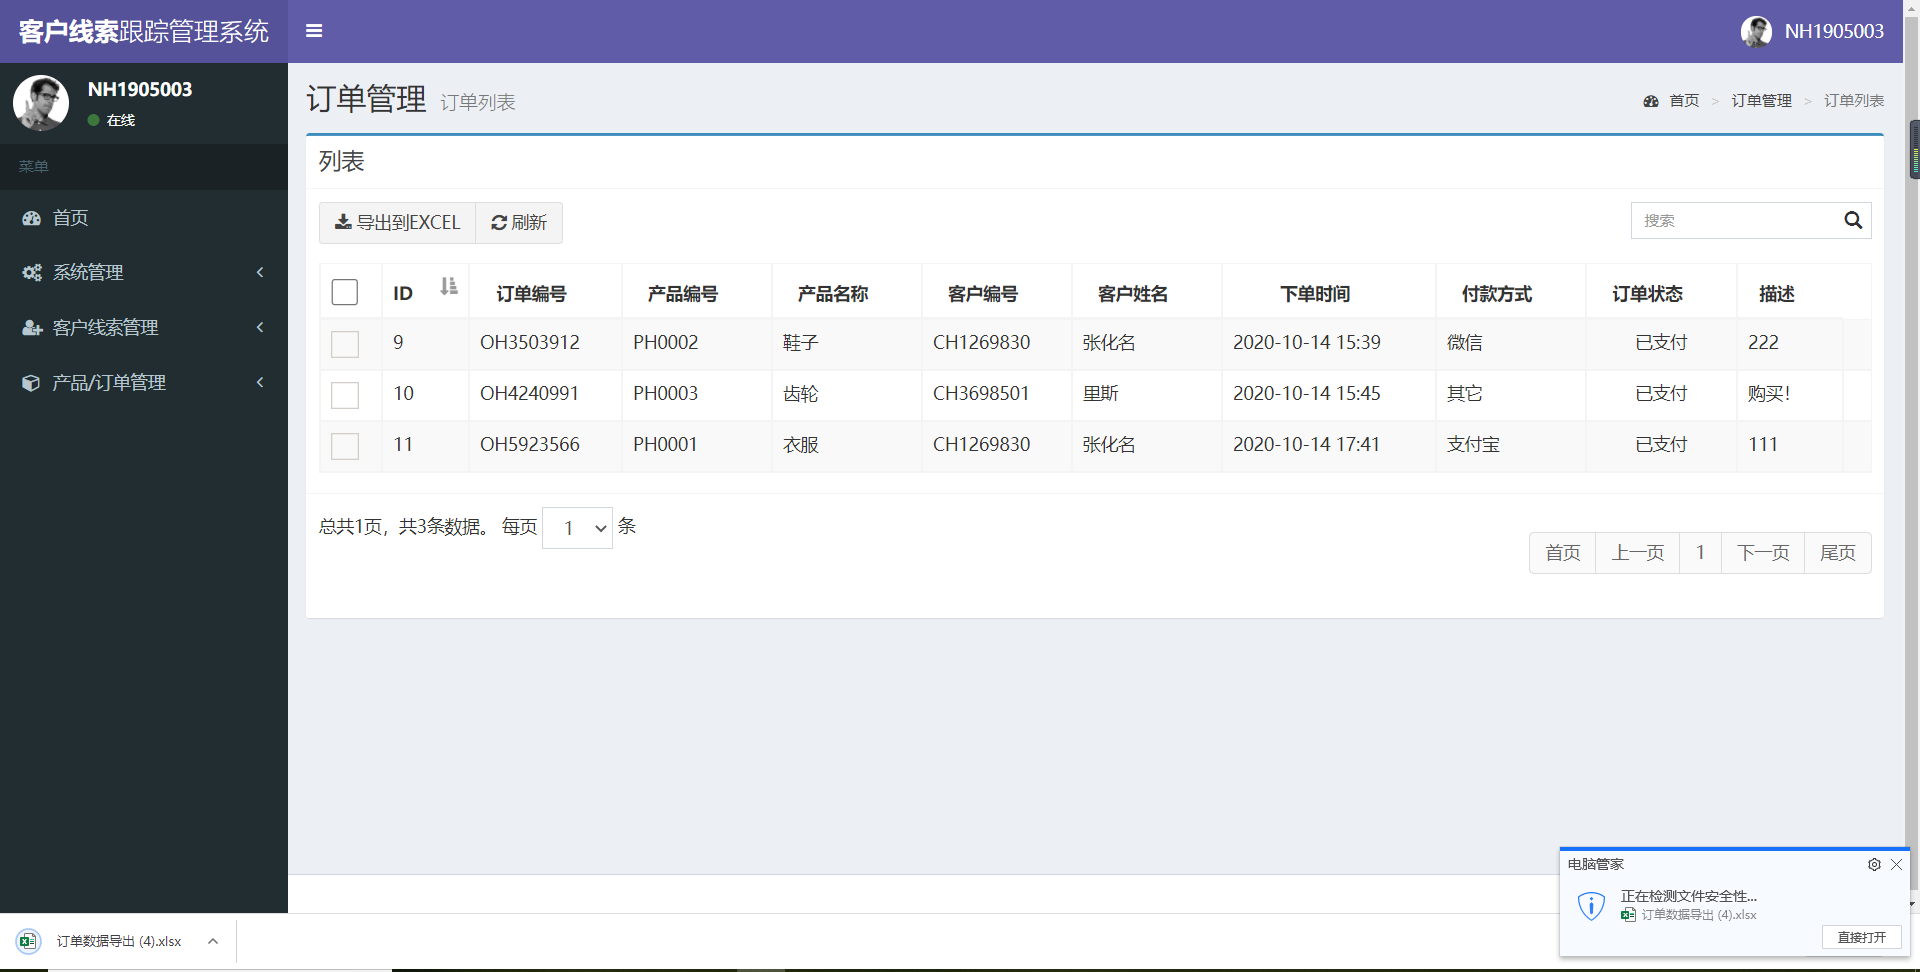 客户线索跟踪管理系统
NH1905003
NH1905003
在线
菜单
首页
系统管理
客户线索管理
产品/订单管理
订单管理 订单列表
首页 > 订单管理 > 订单列表
列表
导出到EXCEL 刷新
搜索
ID 订单编号 产品编号 产品名称 客户编号 客户姓名 下单时间 付款方式 订单状态 描述
9 OH3503912 PH0002 鞋子 CH1269830 张化名 2020-10-14 15:39 微信 已支付 222
10 OH4240991 PH0003 齿轮 CH3698501 里斯 2020-10-14 15:45 其它 已支付 购买！
11 OH5923566 PH0001 衣服 CH1269830 张化名 2020-10-14 17:41 支付宝 已支付 111
总共1页，共3条数据。 每页 1 条
首页 上一页 1 下一页 尾页
电脑管家
正在检测文件安全性...
订单数据导出 (4).xlsx
直接打开
订单数据导出 (4).xlsx